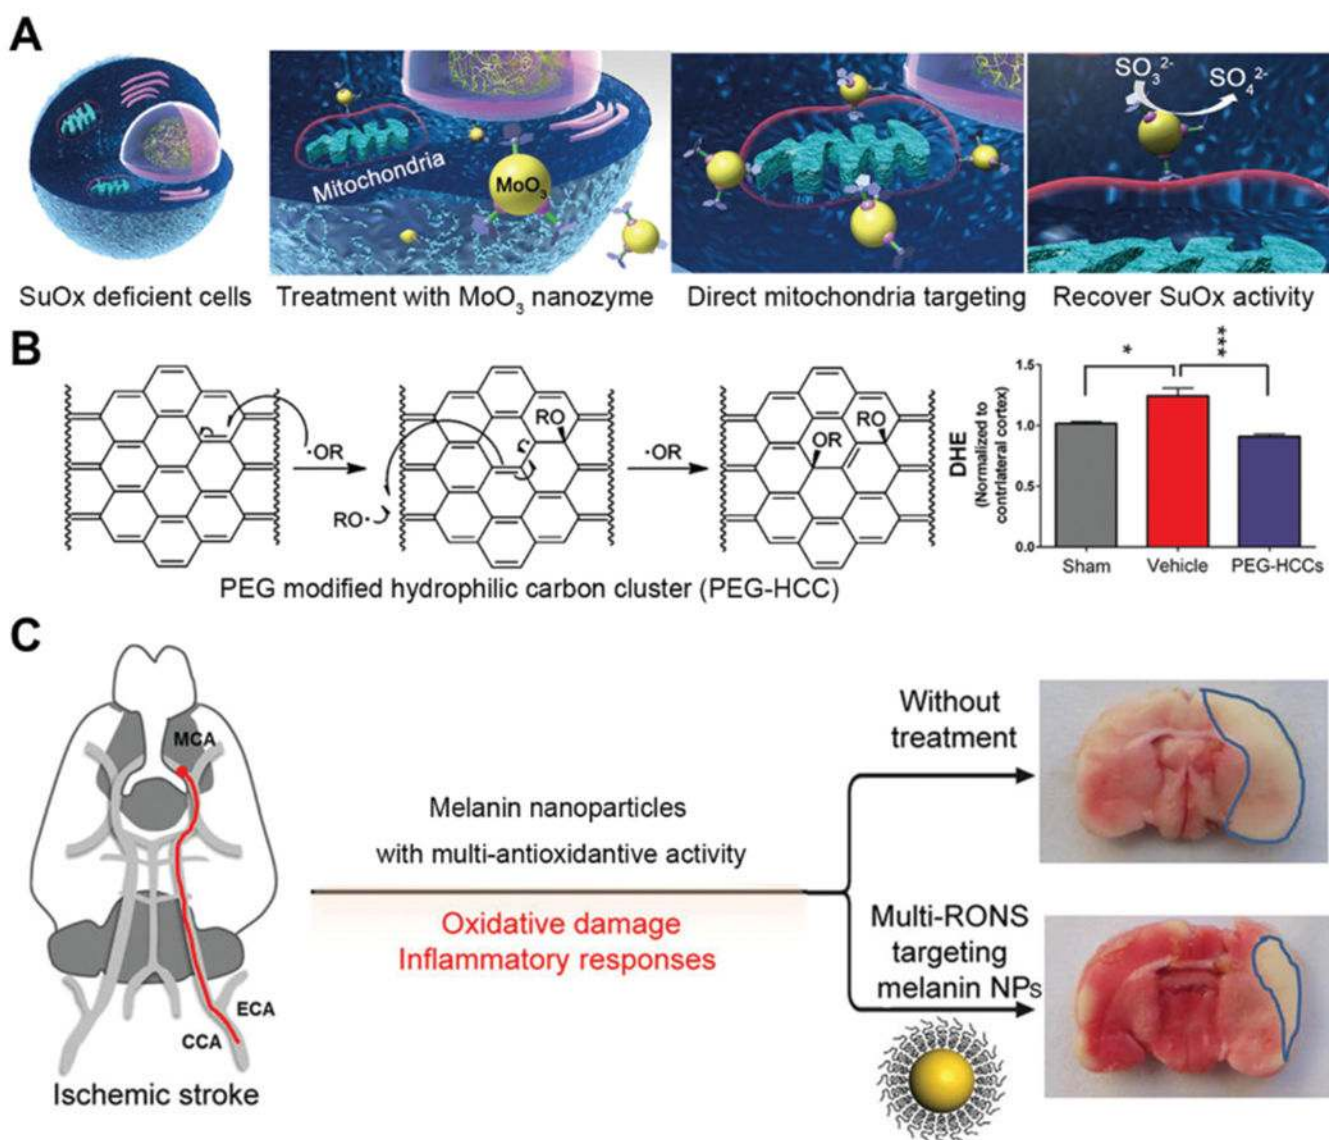 A
Mitochondria
MoO₃
SO₃²⁻
SO₄²⁻
SuOx deficient cells
Treatment with MoO₃ nanozyme
Direct mitochondria targeting
Recover SuOx activity
B
·OR
RO·
RO
·OR
OR
RO
PEG modified hydrophilic carbon cluster (PEG-HCC)
DHE
(Normalized to
contrlateral cortex)
1.5
1.0
0.5
0.0
*
***
Sham
Vehicle
PEG-HCCs
C
MCA
ECA
CCA
Ischemic stroke
Melanin nanoparticles
with multi-antioxidantive activity
Oxidative damage
Inflammatory responses
Without
treatment
Multi-RONS
targeting
melanin NPs